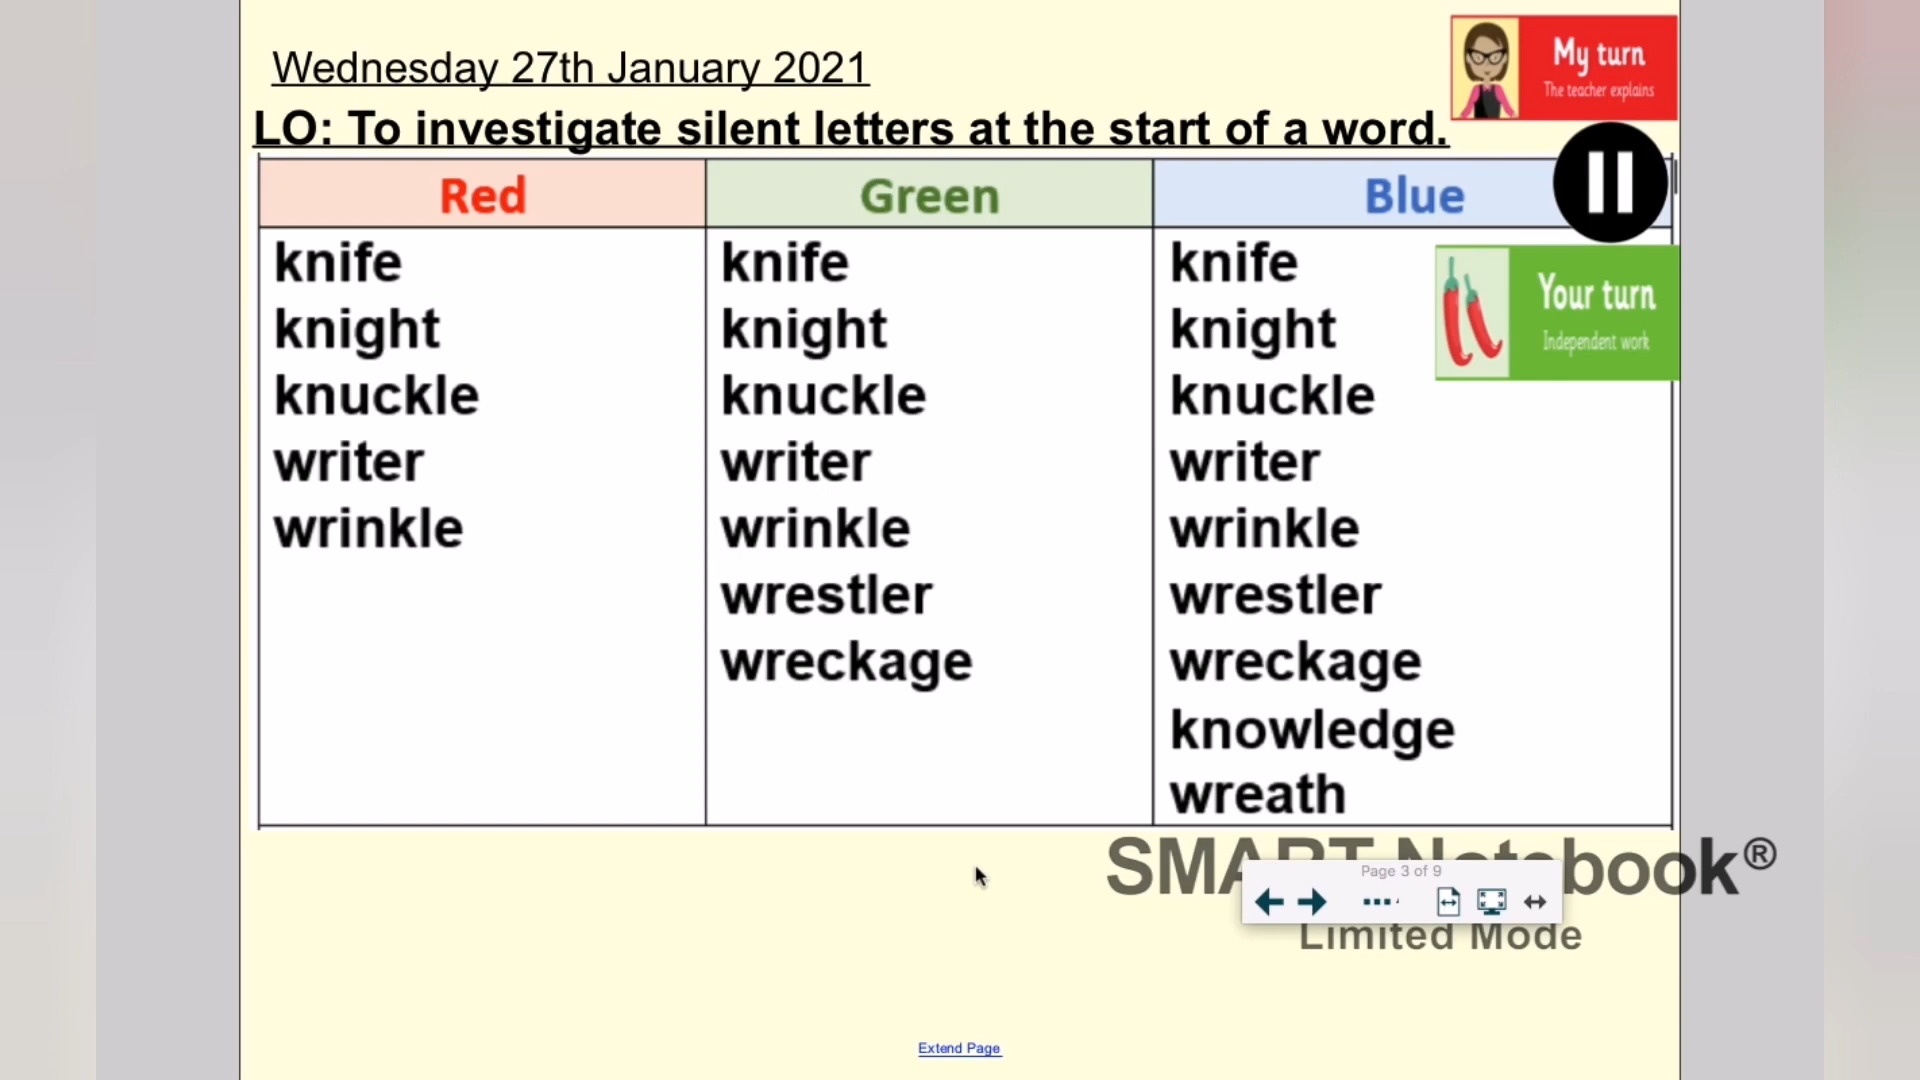 Wednesday 27th January 2021
My turn
The teacher explains
LO: To investigate silent letters at the start of a word.
Red
Green
Blue
knife
knight
knuckle
writer
wrinkle
knife
knight
knuckle
writer
wrinkle
wrestler
wreckage
knife
knight
knuckle
writer
wrinkle
wrestler
wreckage
knowledge
wreath
Your turn
Independent work
SMART Notebook®
Page 3 of 9
Limited Mode
Extend Page